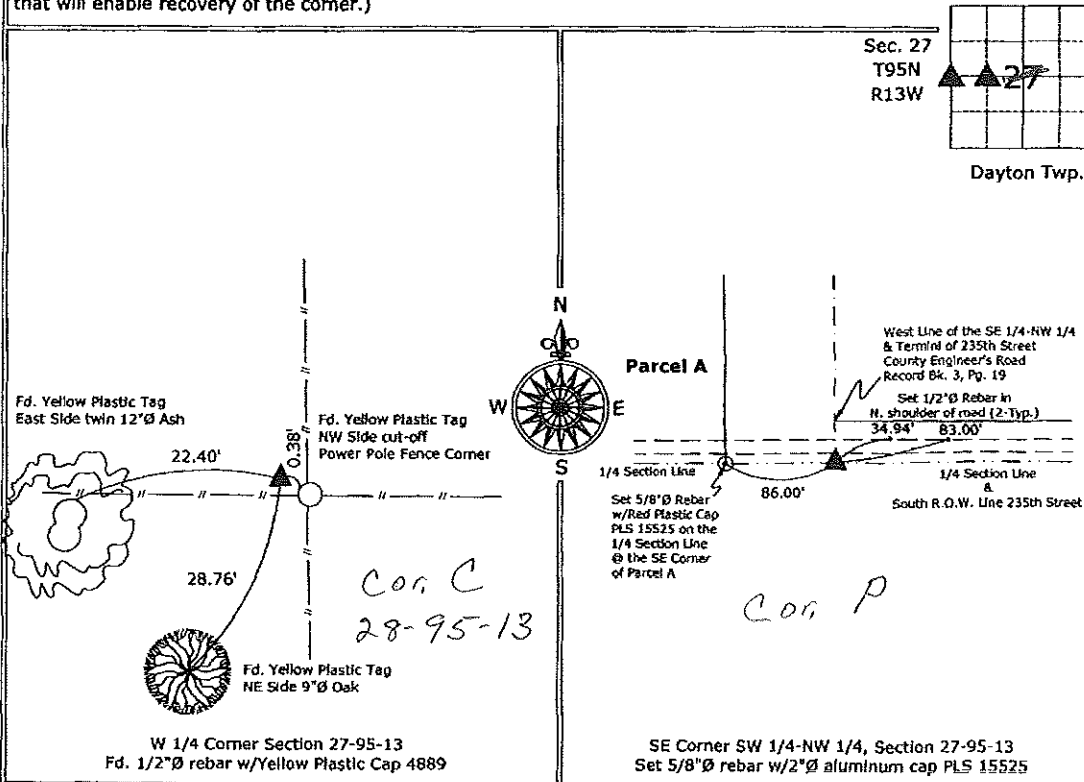 that will enable recovery of the corner.)
Sec. 27
T95N
R13W
27
Dayton Twp.
Fd. Yellow Plastic Tag
East Side twin 12"Ø Ash
22.40'
0.38'
Fd. Yellow Plastic Tag
NW Side cut-off
Power Pole Fence Corner
28.76'
Cor. C
28-95-13
Fd. Yellow Plastic Tag
NE Side 9"Ø Oak
W 1/4 Corner Section 27-95-13
Fd. 1/2"Ø rebar w/Yellow Plastic Cap 4889
N
W
E
S
Parcel A
West Line of the SE 1/4-NW 1/4
& Termini of 235th Street
County Engineer's Road
Record Bk. 3, Pg. 19
Set 1/2"Ø Rebar in
N. shoulder of road (2-Typ.)
34.94'
83.00'
1/4 Section Line
86.00'
1/4 Section Line
&
South R.O.W. Line 235th Street
Set 5/8"Ø Rebar
w/Red Plastic Cap
PLS 15525 on the
1/4 Section Line
@ the SE Corner
of Parcel A
Cor. P
SE Corner SW 1/4-NW 1/4, Section 27-95-13
Set 5/8"Ø rebar w/2"Ø aluminum cap PLS 15525